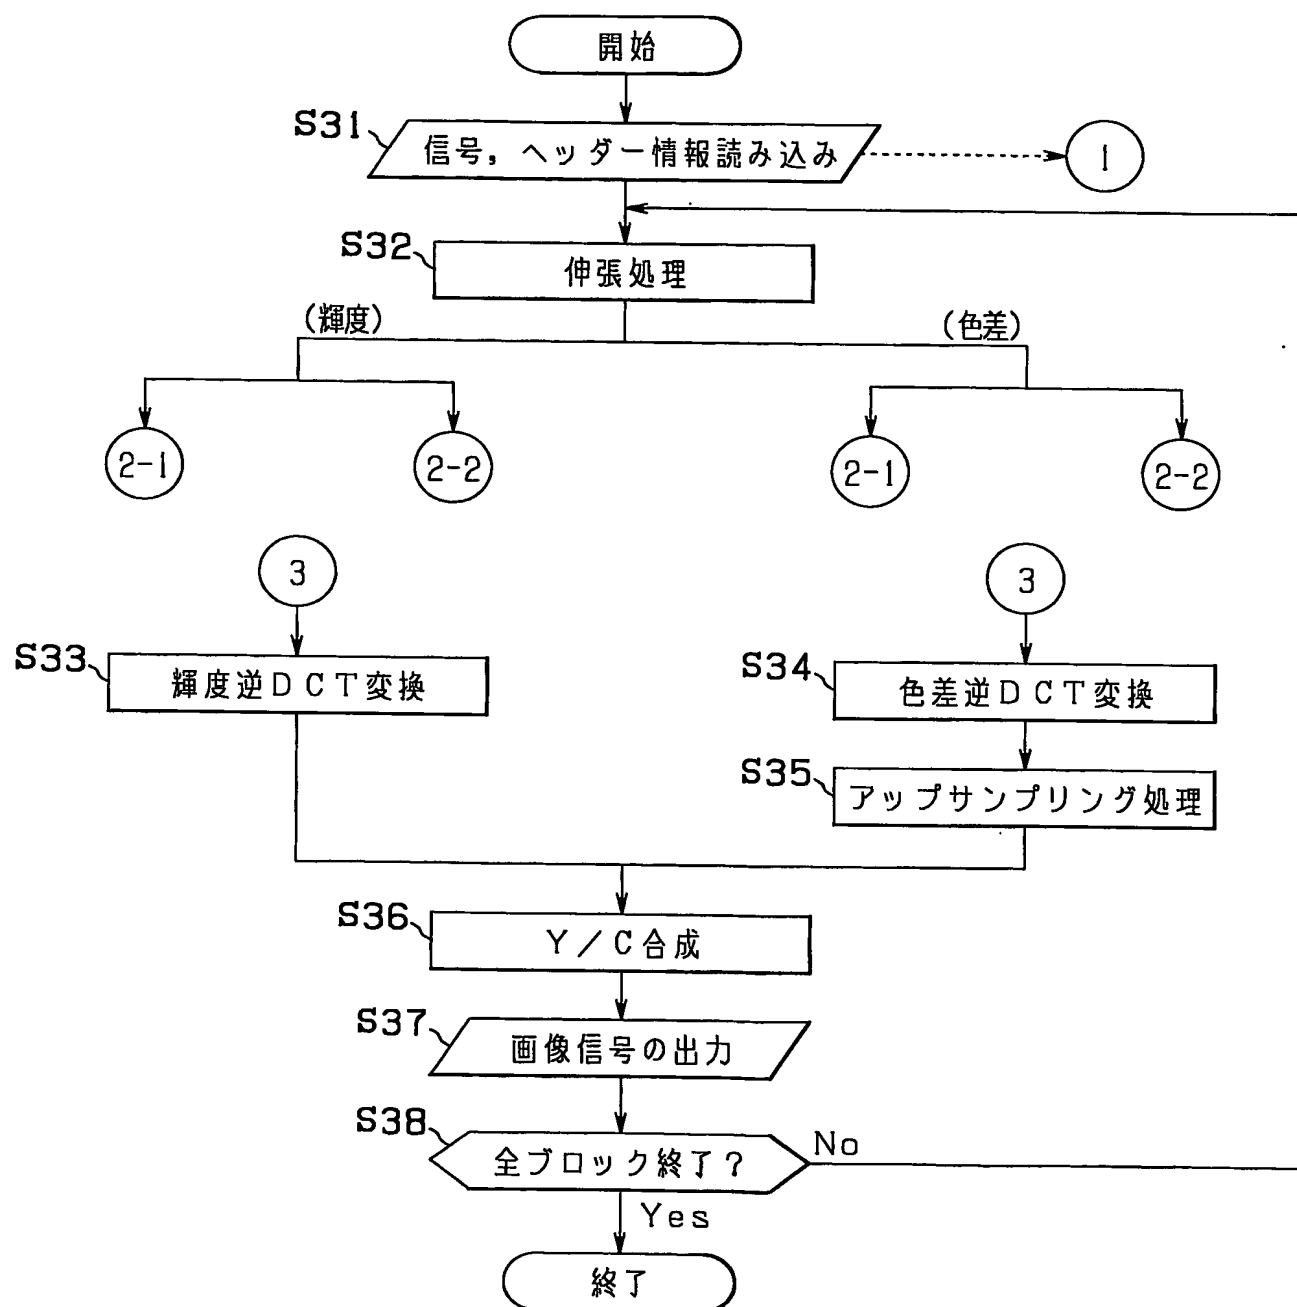 開始
S31
信号，ヘッダー情報読み込み
1
S32
伸張処理
(輝度)
(色差)
2-1
2-2
2-1
2-2
3
3
S33
輝度逆DCT変換
S34
色差逆DCT変換
S35
アップサンプリング処理
S36
Y／C合成
S37
画像信号の出力
S38
全ブロック終了？
No
Yes
終了